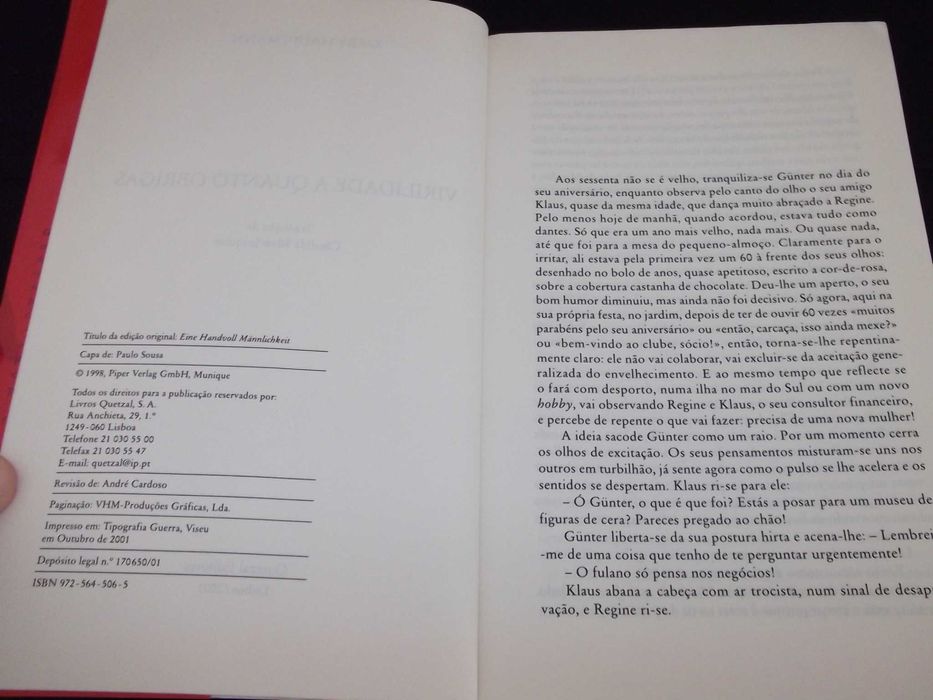 Título da edição original: Eine Handvoll Männlichkeit
Capa de: Paulo Sousa
© 1998, Piper Verlag GmbH, Munique
Todos os direitos para a publicação reservados por:
Livros Quetzal, S. A.
Rua Anchieta, 29, 1.º
1249-060 Lisboa
Telefone 21 030 55 00
Telefax 21 030 55 47
E-mail: quetzal@ip.pt
Revisão de: André Cardoso
Paginação: VHM-Produções Gráficas, Lda.
Impresso em: Tipografia Guerra, Viseu
em Outubro de 2001
Depósito legal n.º 170650/01
ISBN 972-564-506-5
Aos sessenta não se é velho, tranquiliza-se Günter no dia do
seu aniversário, enquanto observa pelo canto do olho o seu amigo
Klaus, quase da mesma idade, que dança muito abraçado a Regine.
Pelo menos hoje de manhã, quando acordou, estava tudo como
dantes. Só que era um ano mais velho, nada mais. Ou quase nada,
até que foi para a mesa do pequeno-almoço. Claramente para o
irritar, ali estava pela primeira vez um 60 à frente dos seus olhos:
desenhado no bolo de anos, quase apetitoso, escrito a cor-de-rosa,
sobre a cobertura castanha de chocolate. Deu-lhe um aperto, o seu
bom humor diminuiu, mas ainda não foi decisivo. Só agora, aqui na
sua própria festa, no jardim, depois de ter de ouvir 60 vezes «muitos
parabéns pelo seu aniversário» ou «então, carcaça, isso ainda mexe?»
ou «bem-vindo ao clube, sócio!», então, torna-se-lhe repentina-
mente claro: ele não vai colaborar, vai excluir-se da aceitação gene-
ralizada do envelhecimento. E ao mesmo tempo que reflecte se
o fará com desporto, numa ilha no mar do Sul ou com um novo
hobby, vai observando Regine e Klaus, o seu consultor financeiro,
e percebe de repente o que vai fazer: precisa de uma nova mulher!
A ideia sacode Günter como um raio. Por um momento cerra
os olhos de excitação. Os seus pensamentos misturam-se uns nos
outros em turbilhão, já sente agora como o pulso se lhe acelera e os
sentidos se despertam. Klaus ri-se para ele:
– Ó Günter, o que é que foi? Estás a posar para um museu de
figuras de cera? Pareces pregado ao chão!
Günter liberta-se da sua postura hirta e acena-lhe: – Lembrei
-me de uma coisa que tenho de te perguntar urgentemente!
– O fulano só pensa nos negócios!
Klaus abana a cabeça com ar trocista, num sinal de desap
vação, e Regine ri-se.